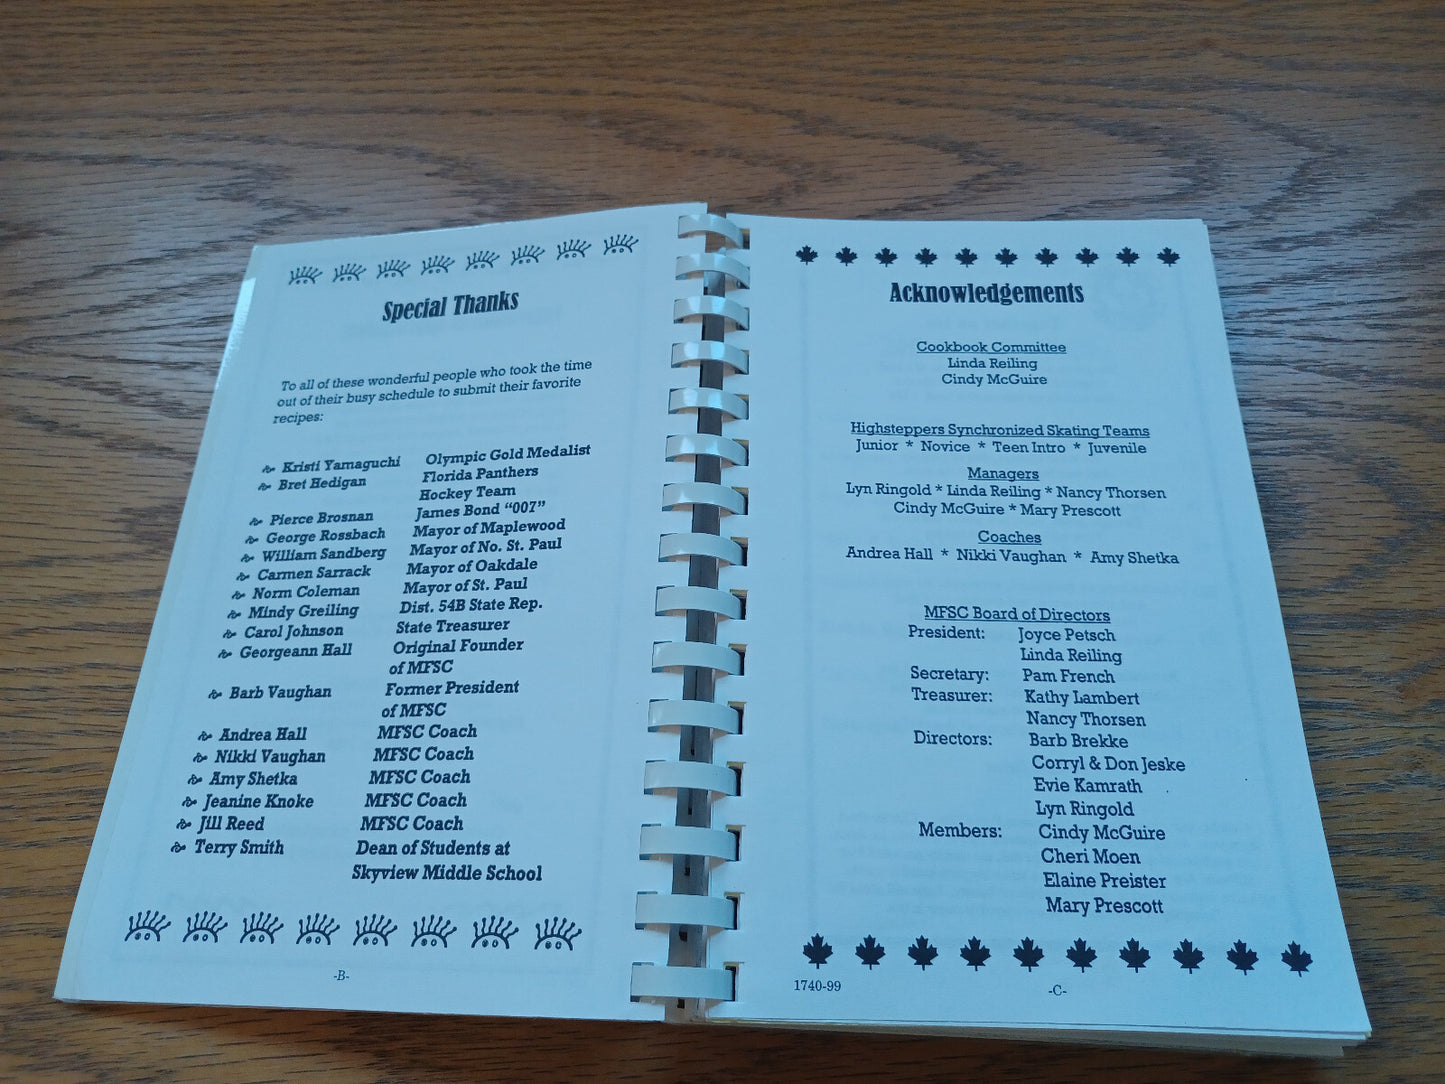 Special Thanks
To all of these wonderful people who took the time
out of their busy schedule to submit their favorite
recipes:
Kristi Yamaguchi Olympic Gold Medalist
Bret Hedigan Florida Panthers
Hockey Team
Pierce Brosnan James Bond “007”
George Rossbach Mayor of Maplewood
William Sandberg Mayor of No. St. Paul
Carmen Sarrack Mayor of Oakdale
Norm Coleman Mayor of St. Paul
Mindy Greiling Dist. 54B State Rep.
Carol Johnson State Treasurer
Georgeann Hall Original Founder
of MFSC
Barb Vaughan Former President
of MFSC
Andrea Hall MFSC Coach
Nikki Vaughan MFSC Coach
Amy Shetka MFSC Coach
Jeanine Knoke MFSC Coach
Jill Reed MFSC Coach
Terry Smith Dean of Students at
Skyview Middle School
-B-
Acknowledgements
Cookbook Committee
Linda Reiling
Cindy McGuire
Highsteppers Synchronized Skating Teams
Junior * Novice * Teen Intro * Juvenile
Managers
Lyn Ringold * Linda Reiling * Nancy Thorsen
Cindy McGuire * Mary Prescott
Coaches
Andrea Hall * Nikki Vaughan * Amy Shetka
MFSC Board of Directors
President: Joyce Petsch
Linda Reiling
Secretary: Pam French
Treasurer: Kathy Lambert
Nancy Thorsen
Directors: Barb Brekke
Corryl & Don Jeske
Evie Kamrath
Lyn Ringold
Members: Cindy McGuire
Cheri Moen
Elaine Preister
Mary Prescott
1740-99
-C-